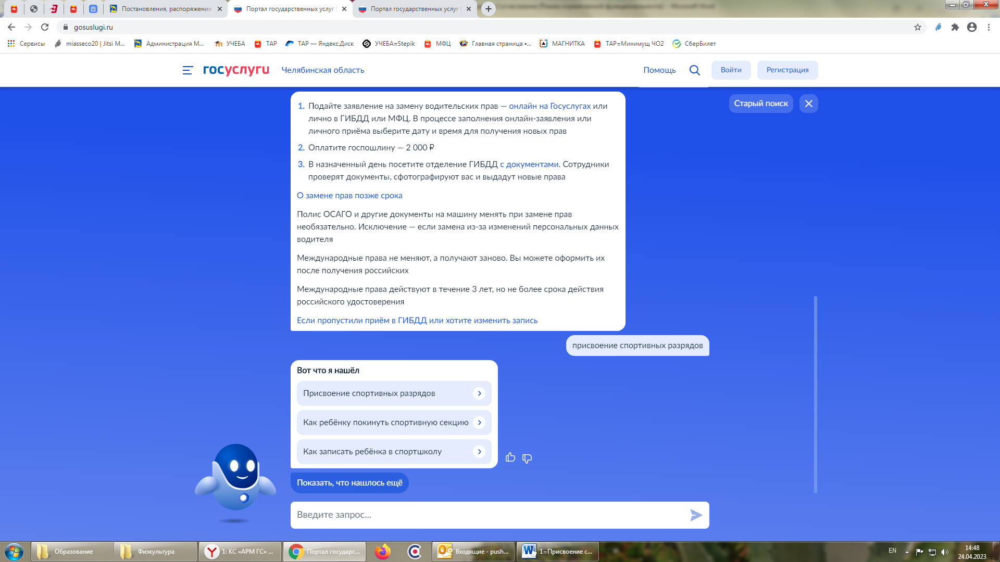 Постановления, распоряжения
Портал государственных услуг
Портал государственных услуг
gosuslugi.ru
Сервисы
miasseco20 | Jitsi M...
Администрация М...
УЧЕБА
ТАР
ТАР — Яндекс.Диск
УЧЕБА=Stepik
МФЦ
Главная страница •...
МАГНИТКА
ТАР=Минимущ ЧО2
СберБилет
госуслуги
Челябинская область
Помощь
Войти
Регистрация
Старый поиск
1. Подайте заявление на замену водительских прав — онлайн на Госуслугах или
лично в ГИБДД или МФЦ. В процессе заполнения онлайн-заявления или
личного приёма выберите дату и время для получения новых прав
2. Оплатите госпошлину — 2 000 ₽
3. В назначенный день посетите отделение ГИБДД с документами. Сотрудники
проверят документы, сфотографируют вас и выдадут новые права
О замене прав позже срока
Полис ОСАГО и другие документы на машину менять при замене прав
необязательно. Исключение — если замена из-за изменений персональных данных
водителя
Международные права не меняют, а получают заново. Вы можете оформить их
после получения российских
Международные права действуют в течение 3 лет, но не более срока действия
российского удостоверения
Если пропустили приём в ГИБДД или хотите изменить запись
присвоение спортивных разрядов
Вот что я нашёл
Присвоение спортивных разрядов
Как ребёнку покинуть спортивную секцию
Как записать ребёнка в спортшколу
Показать, что нашлось ещё
Введите запрос...
Образование
Физкультура
1: КС «АРМ ГС» ...
Портал государс...
Входящие - push...
1=Присвоение с...
EN
14:48
24.04.2023